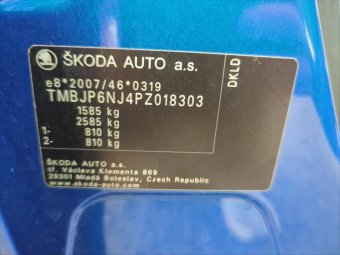 ŠKODA AUTO a.s.
e8*2007/46*0319
TMBJP6NJ4PZ018303
1585 kg
2585 kg
1- 810 kg
2- 810 kg
DKLD
ŠKODA AUTO a.s.
tř. Václava Klementa 869
29301 Mladá Boleslav, Czech Republic
www.skoda-auto.com